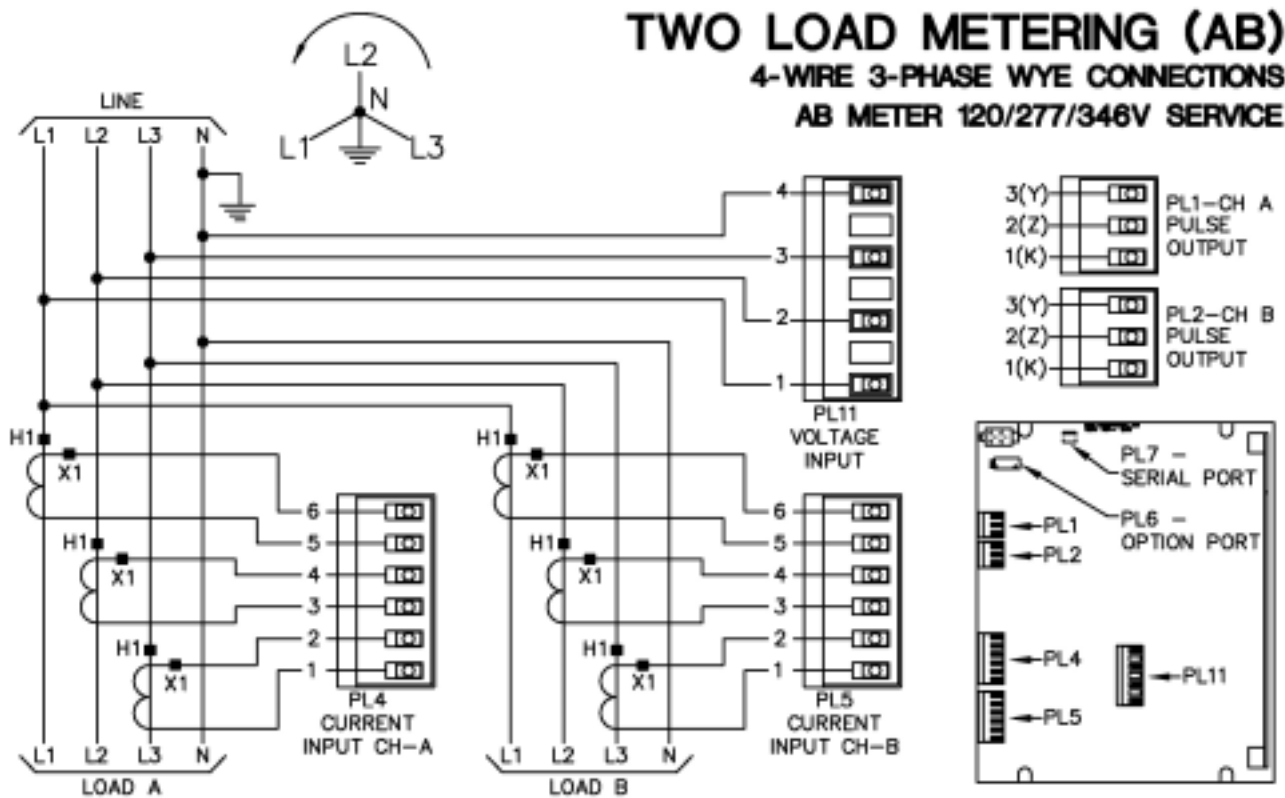 TWO LOAD METERING (AB)
4-WIRE 3-PHASE WYE CONNECTIONS
AB METER 120/277/346V SERVICE
L2
N
L1
L3
LINE
L1 L2 L3 N
4
3
2
1
PL11
VOLTAGE
INPUT
3(Y)
2(Z)
1(K)
PL1-CH A
PULSE
OUTPUT
3(Y)
2(Z)
1(K)
PL2-CH B
PULSE
OUTPUT
H1
X1
H1
X1
H1
X1
6
5
4
3
2
1
PL4
CURRENT
INPUT CH-A
L1 L2 L3 N
LOAD A
H1
X1
H1
X1
H1
X1
6
5
4
3
2
1
PL5
CURRENT
INPUT CH-B
L1 L2 L3 N
LOAD B
PL7 -
SERIAL PORT
PL6 -
OPTION PORT
PL1
PL2
PL4
PL11
PL5